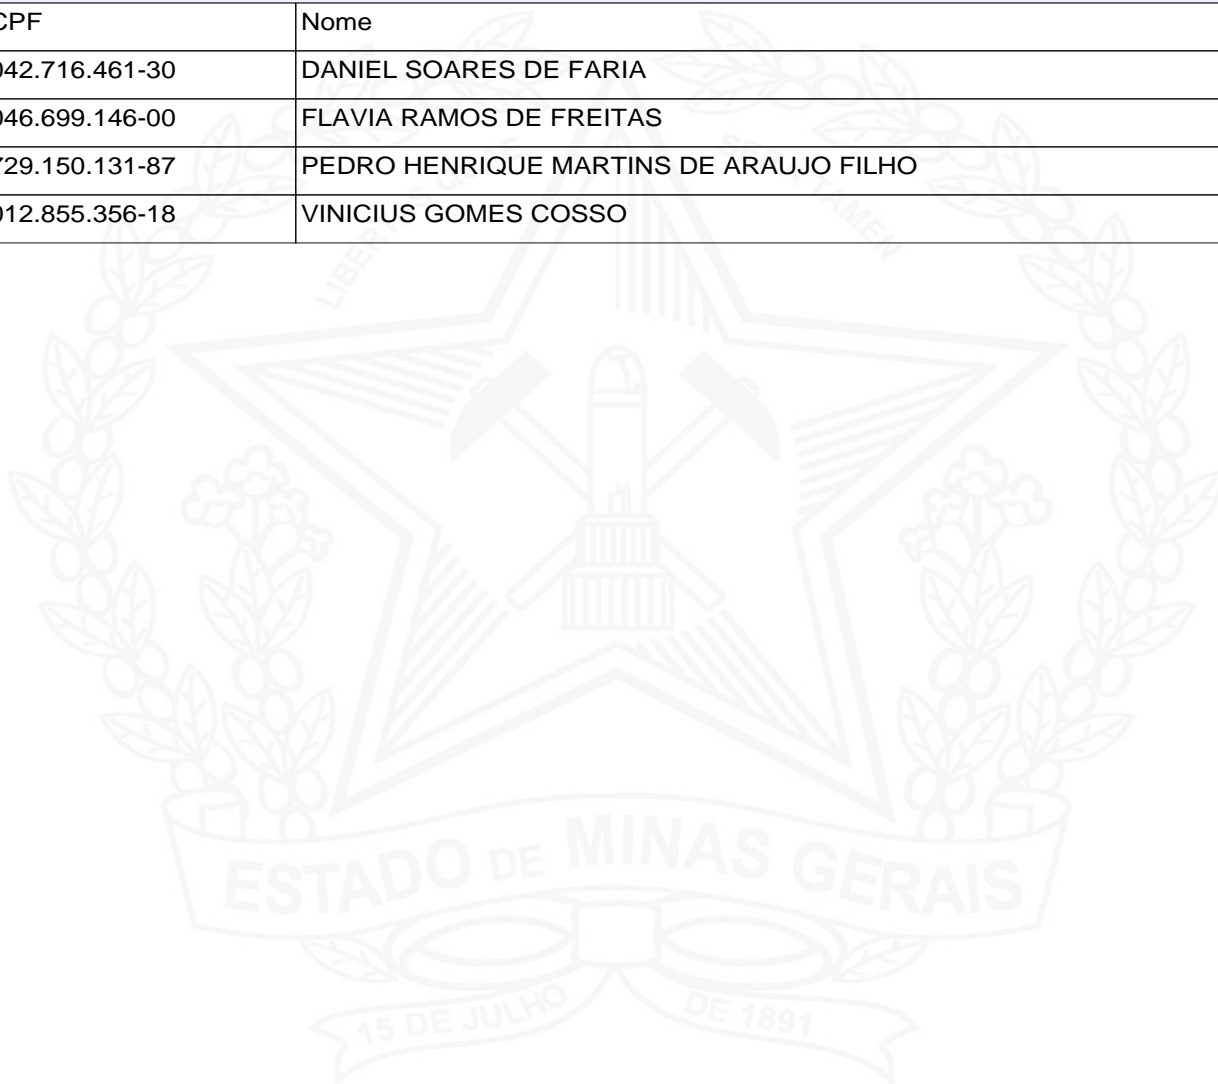 CPF Nome
042.716.461-30 DANIEL SOARES DE FARIA
046.699.146-00 FLAVIA RAMOS DE FREITAS
729.150.131-87 PEDRO HENRIQUE MARTINS DE ARAUJO FILHO
012.855.356-18 VINICIUS GOMES COSSO
ESTADO DE MINAS GERAIS
15 DE JULHO DE 1891